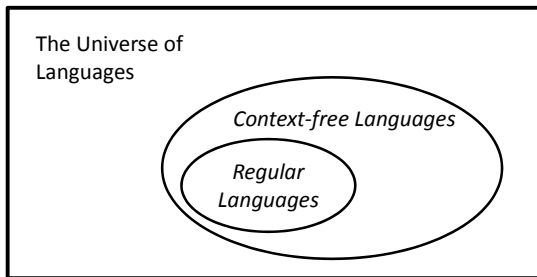 The Universe of
Languages
Context-free Languages
Regular
Languages